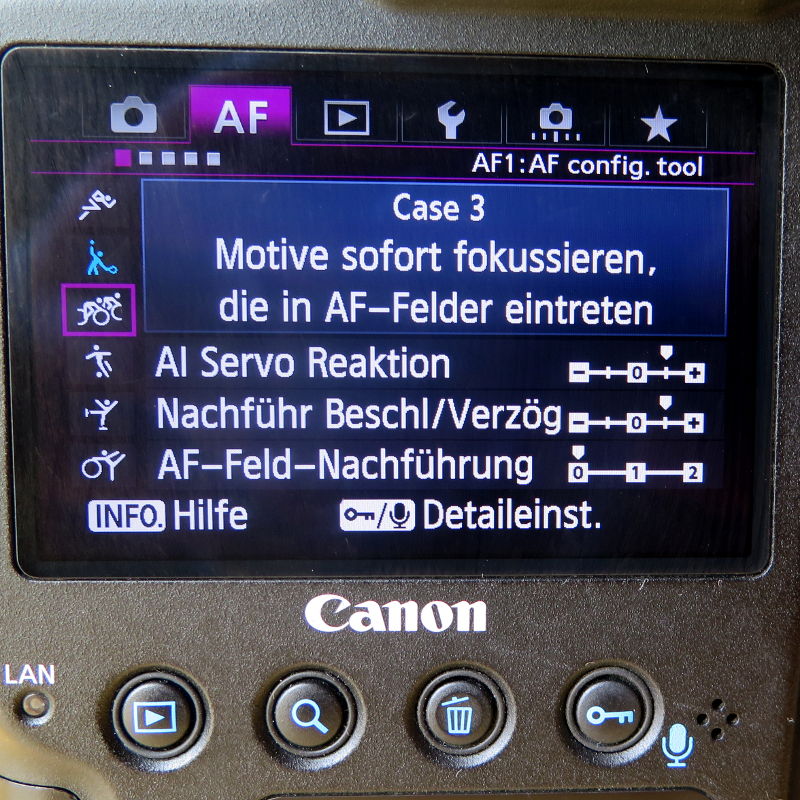 AF
AF1:AF config. tool
Case 3
Motive sofort fokussieren,
die in AF-Felder eintreten
AI Servo Reaktion
- 0 +
Nachführ Beschl/Verzög
- 0 +
AF-Feld-Nachführung
0 1 2
INFO. Hilfe
/ Detaileinst.
Canon
LAN